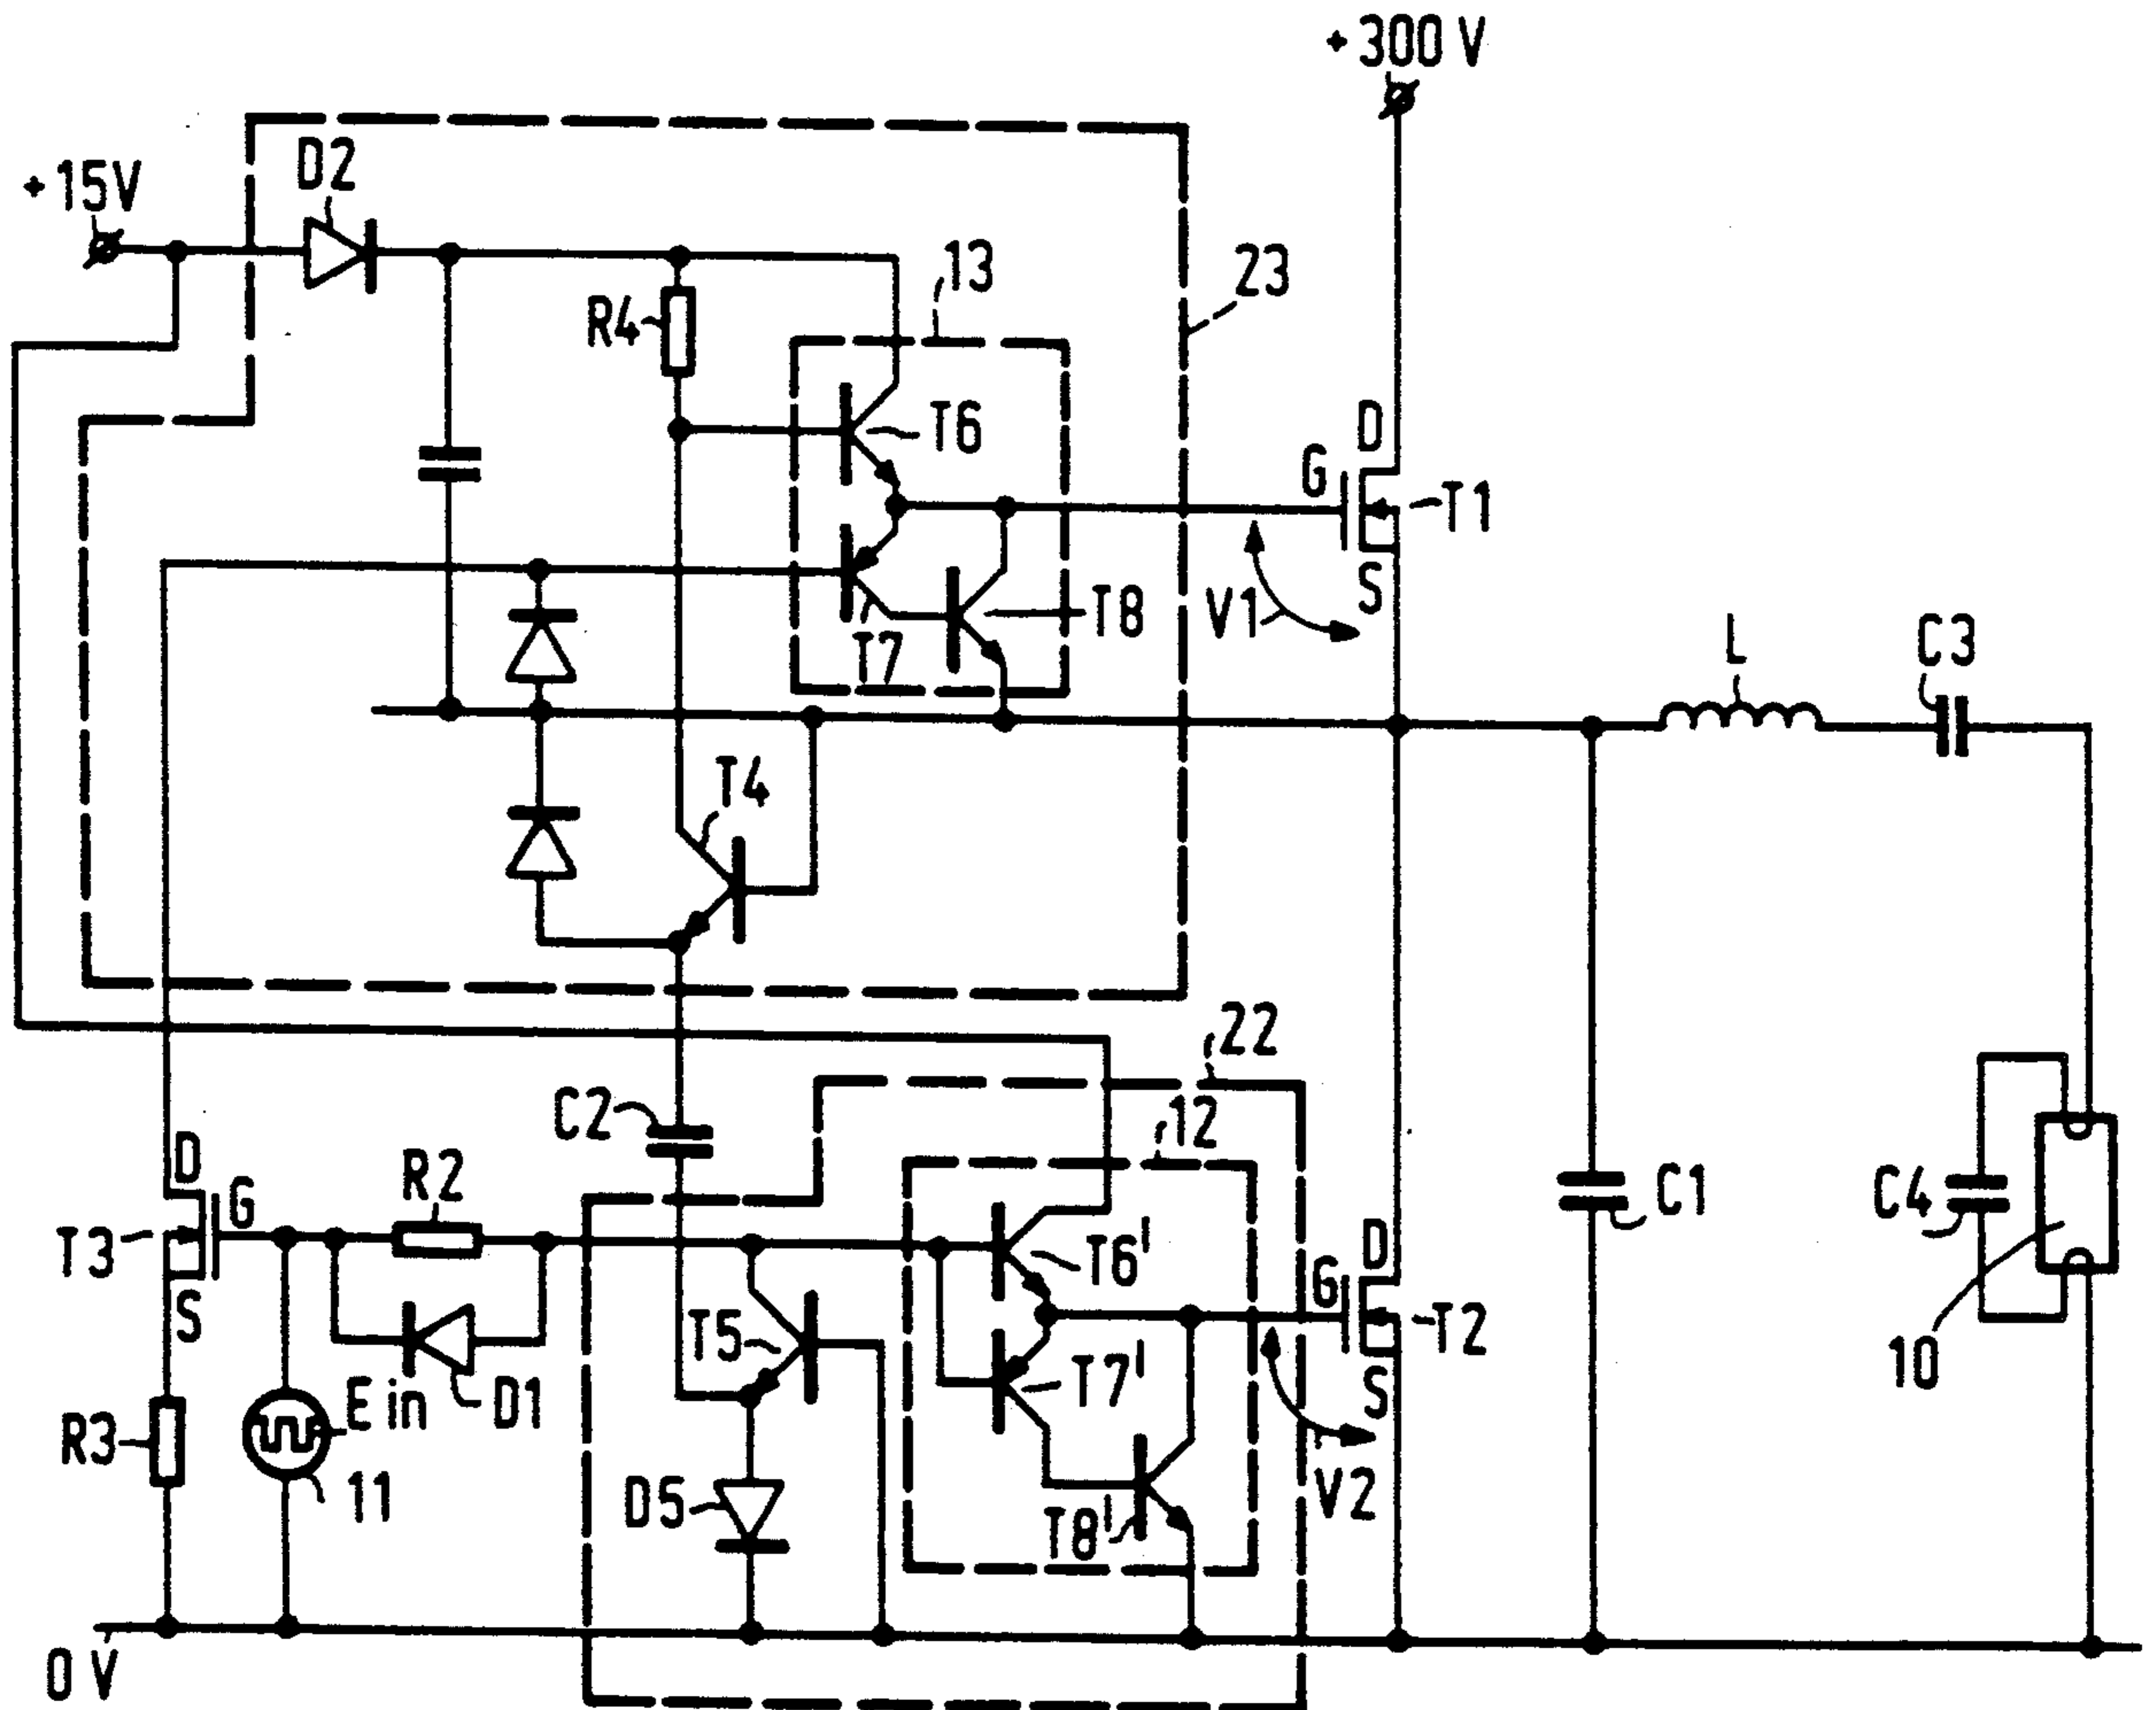 +300 V
+15V
D2
13
23
R4
T6
D
G
T1
S
V1
T8
T7
L
C3
T4
22
C2
12
D
G
R2
T3
S
C4
C1
T6'
D
G
T2
T5
T7'
S
10
E in
D1
R3
11
D5
V2
T8'
0 V